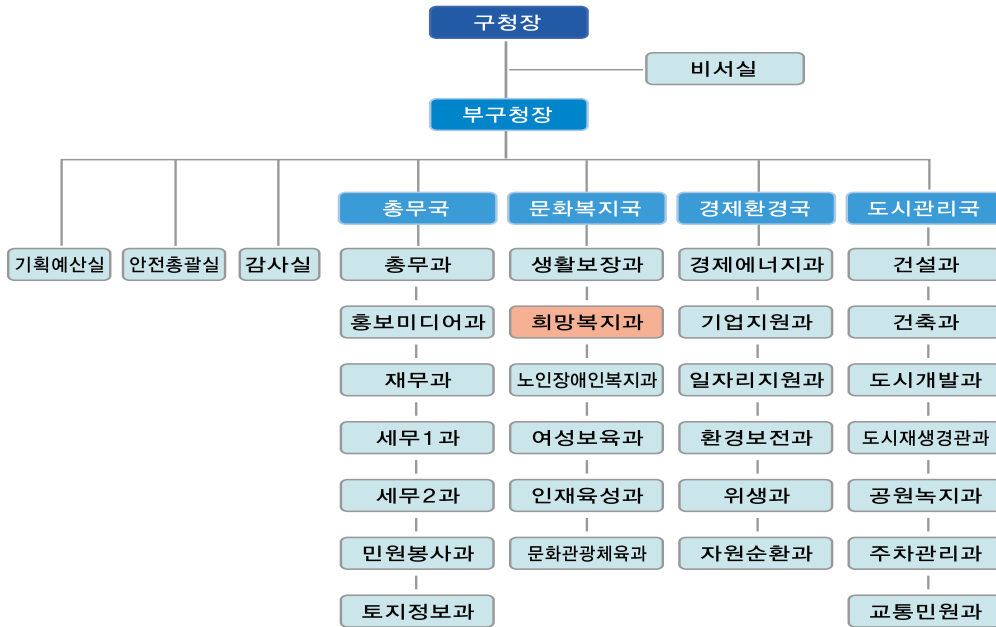 구청장
비서실
부구청장
총무국
문화복지국
경제환경국
도시관리국
기획예산실
안전총괄실
감사실
총무과
생활보장과
경제에너지과
건설과
홍보미디어과
희망복지과
기업지원과
건축과
재무과
노인장애인복지과
일자리지원과
도시개발과
세무1과
여성보육과
환경보전과
도시재생경관과
세무2과
인재육성과
위생과
공원녹지과
민원봉사과
문화관광체육과
자원순환과
주차관리과
토지정보과
교통민원과